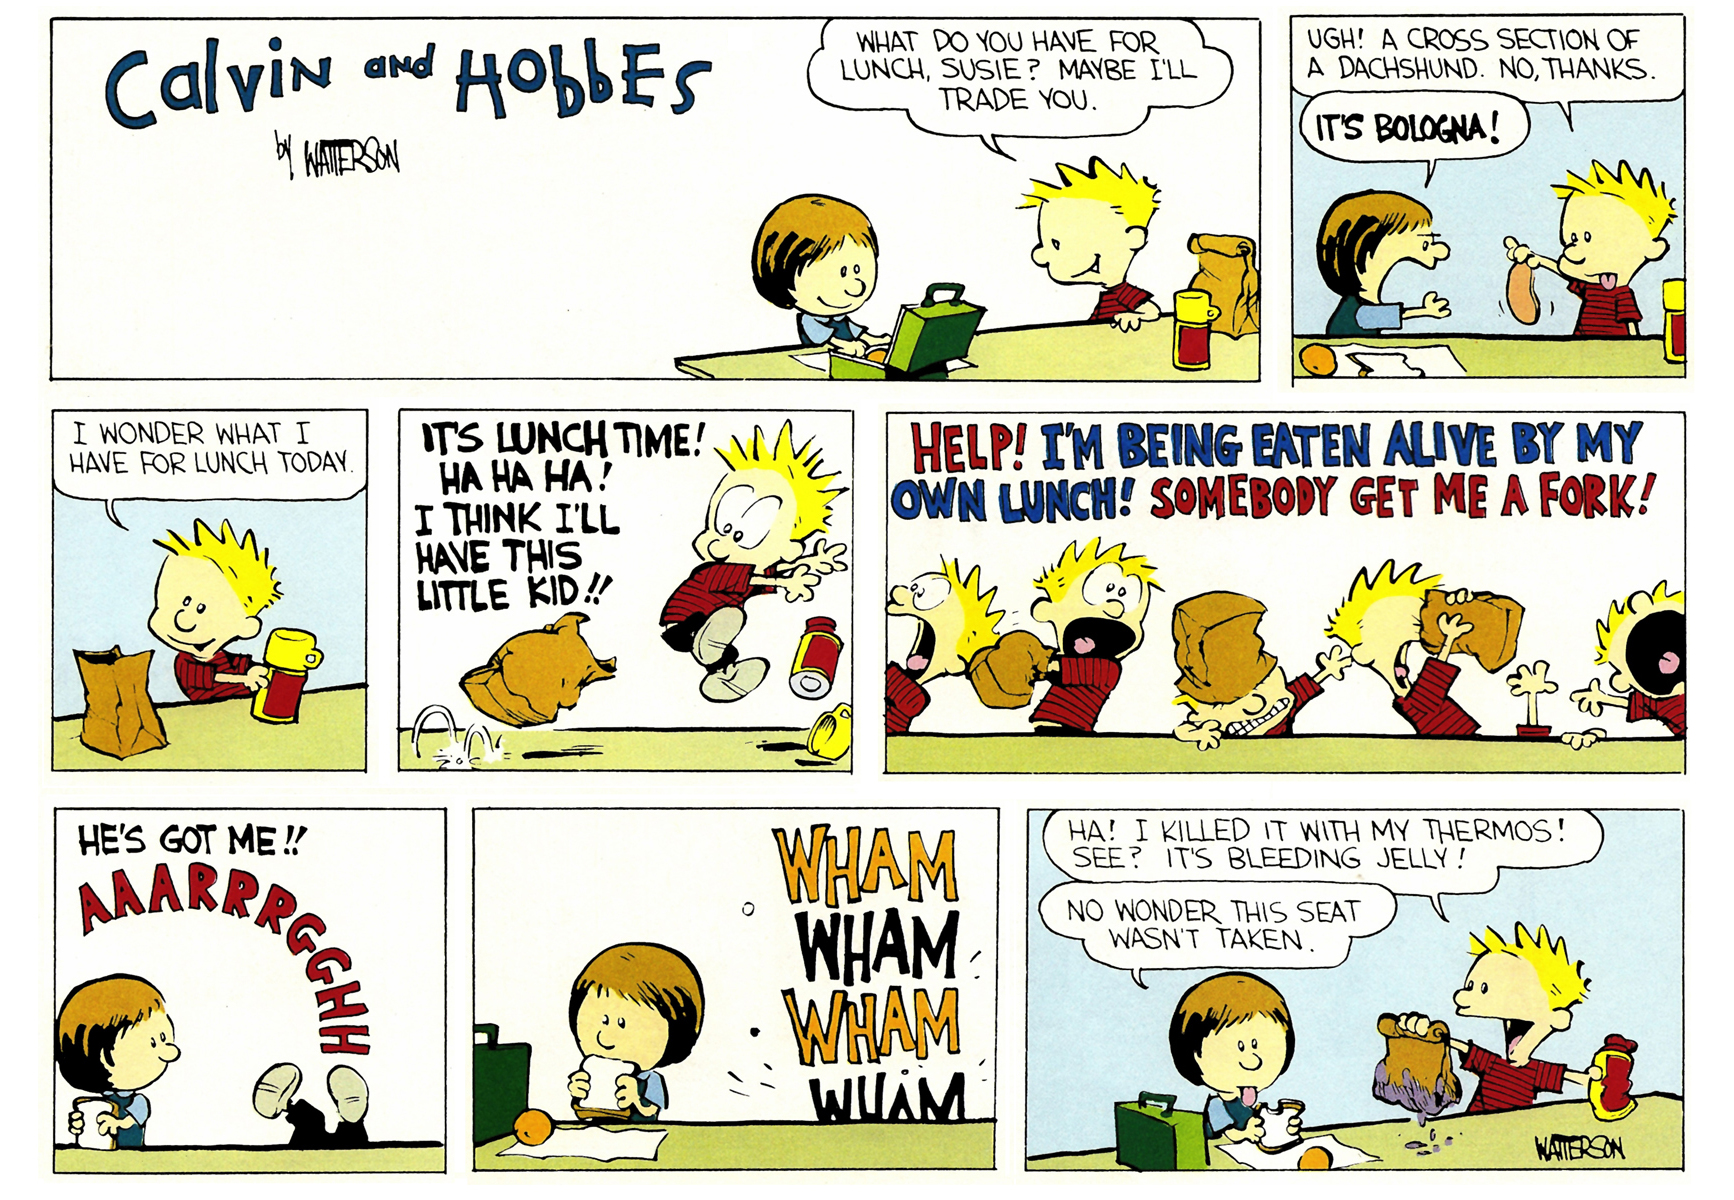 Calvin and HobbEs
by WATTERSON
WHAT DO YOU HAVE FOR
LUNCH, SUSIE? MAYBE I'LL
TRADE YOU.
UGH! A CROSS SECTION OF
A DACHSHUND. NO, THANKS.
IT'S BOLOGNA!
I WONDER WHAT I
HAVE FOR LUNCH TODAY.
IT'S LUNCH TIME!
HA HA HA!
I THINK I'LL
HAVE THIS
LITTLE KID!!
HELP! I'M BEING EATEN ALIVE BY MY
OWN LUNCH! SOMEBODY GET ME A FORK!
HE'S GOT ME!!
AAAARRRRGGHH
WHAM
WHAM
WHAM
WHAM
HA! I KILLED IT WITH MY THERMOS!
SEE? IT'S BLEEDING JELLY!
NO WONDER THIS SEAT
WASN'T TAKEN.
WATTERSON